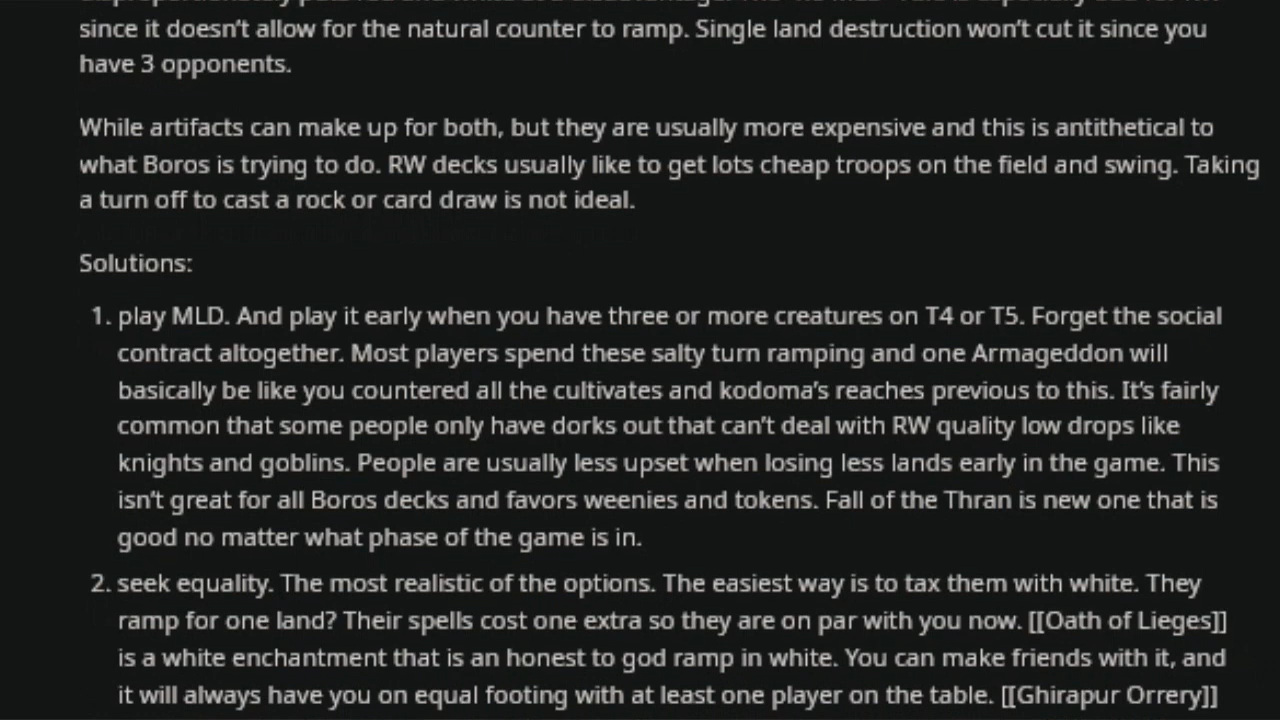 since it doesn't allow for the natural counter to ramp. Single land destruction won't cut it since you
have 3 opponents.
While artifacts can make up for both, but they are usually more expensive and this is antithetical to
what Boros is trying to do. RW decks usually like to get lots cheap troops on the field and swing. Taking
a turn off to cast a rock or card draw is not ideal.
Solutions:
1. play MLD. And play it early when you have three or more creatures on T4 or T5. Forget the social
contract altogether. Most players spend these salty turn ramping and one Armageddon will
basically be like you countered all the cultivates and kodoma's reaches previous to this. It's fairly
common that some people only have dorks out that can't deal with RW quality low drops like
knights and goblins. People are usually less upset when losing less lands early in the game. This
isn't great for all Boros decks and favors weenies and tokens. Fall of the Thran is new one that is
good no matter what phase of the game is in.
2. seek equality. The most realistic of the options. The easiest way is to tax them with white. They
ramp for one land? Their spells cost one extra so they are on par with you now. [[Oath of Lieges]]
is a white enchantment that is an honest to god ramp in white. You can make friends with it, and
it will always have you on equal footing with at least one player on the table. [[Ghirapur Orrery]]